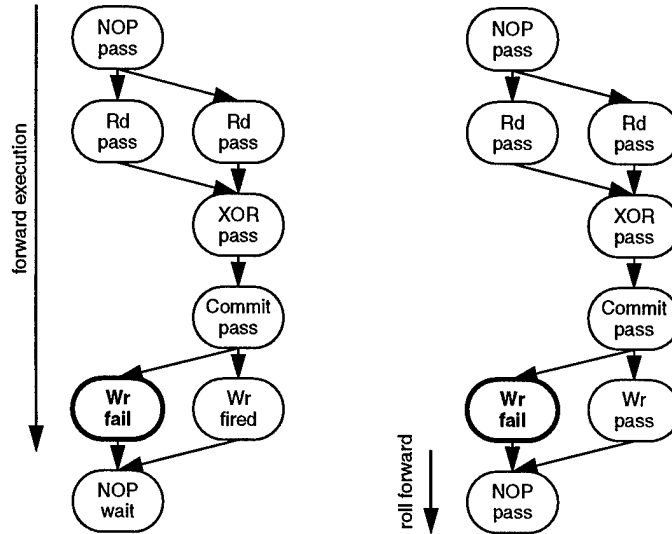 forward execution
NOP
pass
Rd
pass
Rd
pass
XOR
pass
Commit
pass
Wr
fail
Wr
fired
NOP
wait
NOP
pass
Rd
pass
Rd
pass
XOR
pass
Commit
pass
Wr
fail
Wr
pass
roll forward
NOP
pass